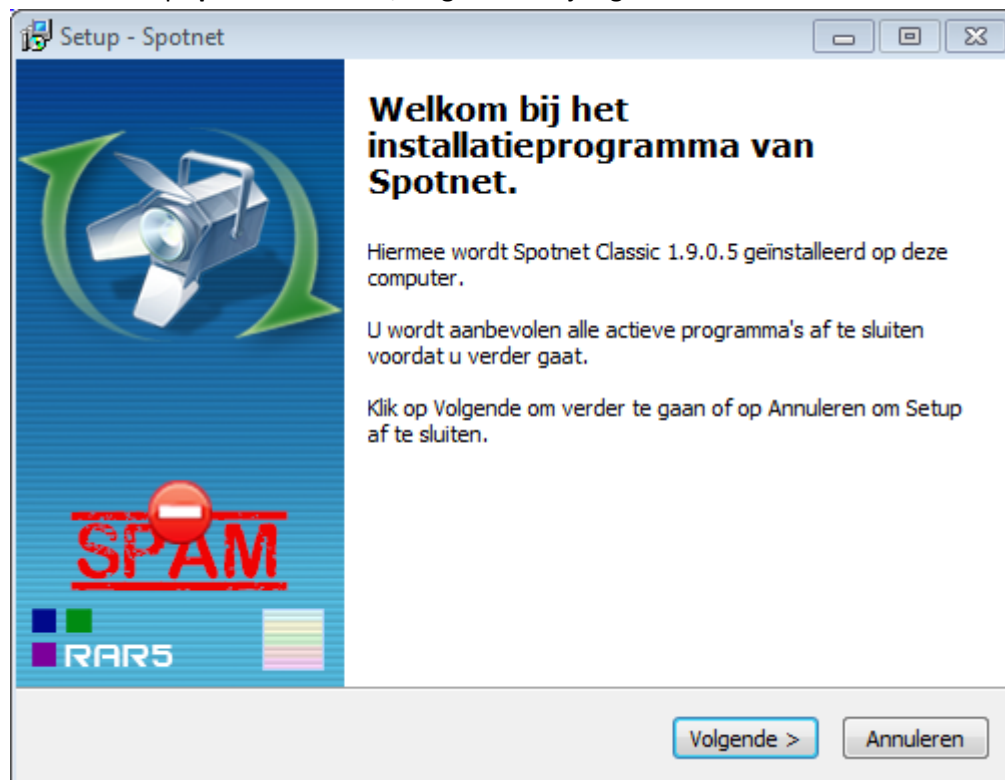 Setup - Spotnet
Welkom bij het
installatieprogramma van
Spotnet.
Hiermee wordt Spotnet Classic 1.9.0.5 geïnstalleerd op deze
computer.
U wordt aanbevolen alle actieve programma's af te sluiten
voordat u verder gaat.
Klik op Volgende om verder te gaan of op Annuleren om Setup
af te sluiten.
SPAM
RAR5
Volgende >
Annuleren